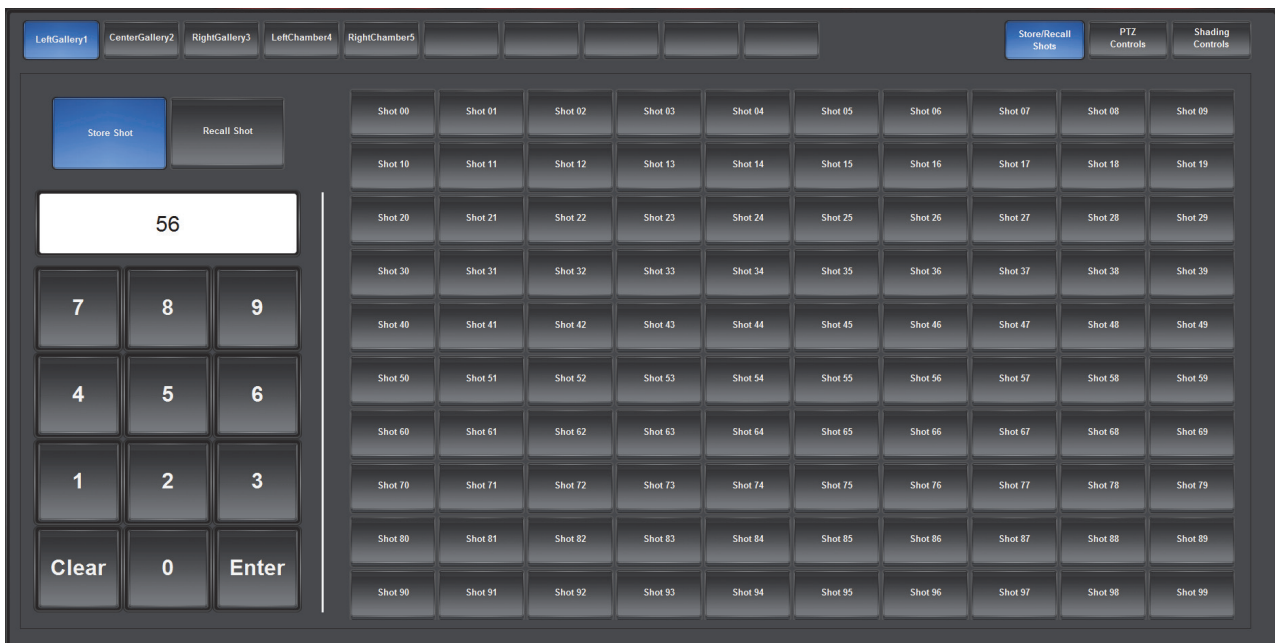 LeftGallery1 CenterGallery2 RightGallery3 LeftChamber4 RightChamber5 Store/Recall Shots PTZ Controls Shading Controls
Store Shot Recall Shot
56
7 8 9
4 5 6
1 2 3
Clear 0 Enter
Shot 00 Shot 01 Shot 02 Shot 03 Shot 04 Shot 05 Shot 06 Shot 07 Shot 08 Shot 09
Shot 10 Shot 11 Shot 12 Shot 13 Shot 14 Shot 15 Shot 16 Shot 17 Shot 18 Shot 19
Shot 20 Shot 21 Shot 22 Shot 23 Shot 24 Shot 25 Shot 26 Shot 27 Shot 28 Shot 29
Shot 30 Shot 31 Shot 32 Shot 33 Shot 34 Shot 35 Shot 36 Shot 37 Shot 38 Shot 39
Shot 40 Shot 41 Shot 42 Shot 43 Shot 44 Shot 45 Shot 46 Shot 47 Shot 48 Shot 49
Shot 50 Shot 51 Shot 52 Shot 53 Shot 54 Shot 55 Shot 56 Shot 57 Shot 58 Shot 59
Shot 60 Shot 61 Shot 62 Shot 63 Shot 64 Shot 65 Shot 66 Shot 67 Shot 68 Shot 69
Shot 70 Shot 71 Shot 72 Shot 73 Shot 74 Shot 75 Shot 76 Shot 77 Shot 78 Shot 79
Shot 80 Shot 81 Shot 82 Shot 83 Shot 84 Shot 85 Shot 86 Shot 87 Shot 88 Shot 89
Shot 90 Shot 91 Shot 92 Shot 93 Shot 94 Shot 95 Shot 96 Shot 97 Shot 98 Shot 99